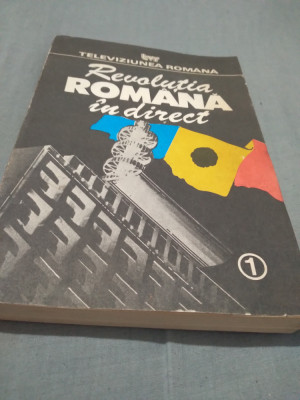 TELEVIZIUNEA ROMÂNĂ
Revoluția
ROMÂNĂ
în direct
1